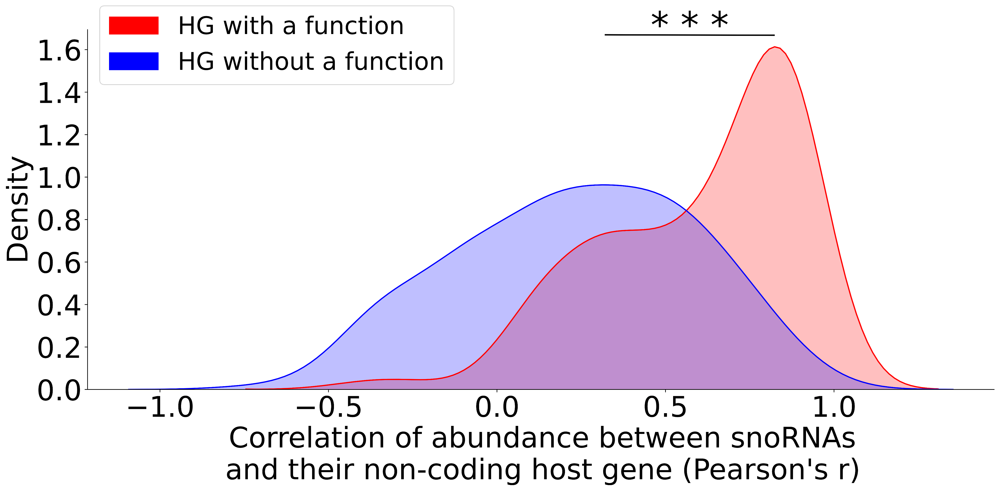 HG with a function
HG without a function
* * *
1.6
1.4
1.2
1.0
0.8
0.6
0.4
0.2
0.0
Density
−1.0 −0.5 0.0 0.5 1.0
Correlation of abundance between snoRNAs
and their non-coding host gene (Pearson's r)